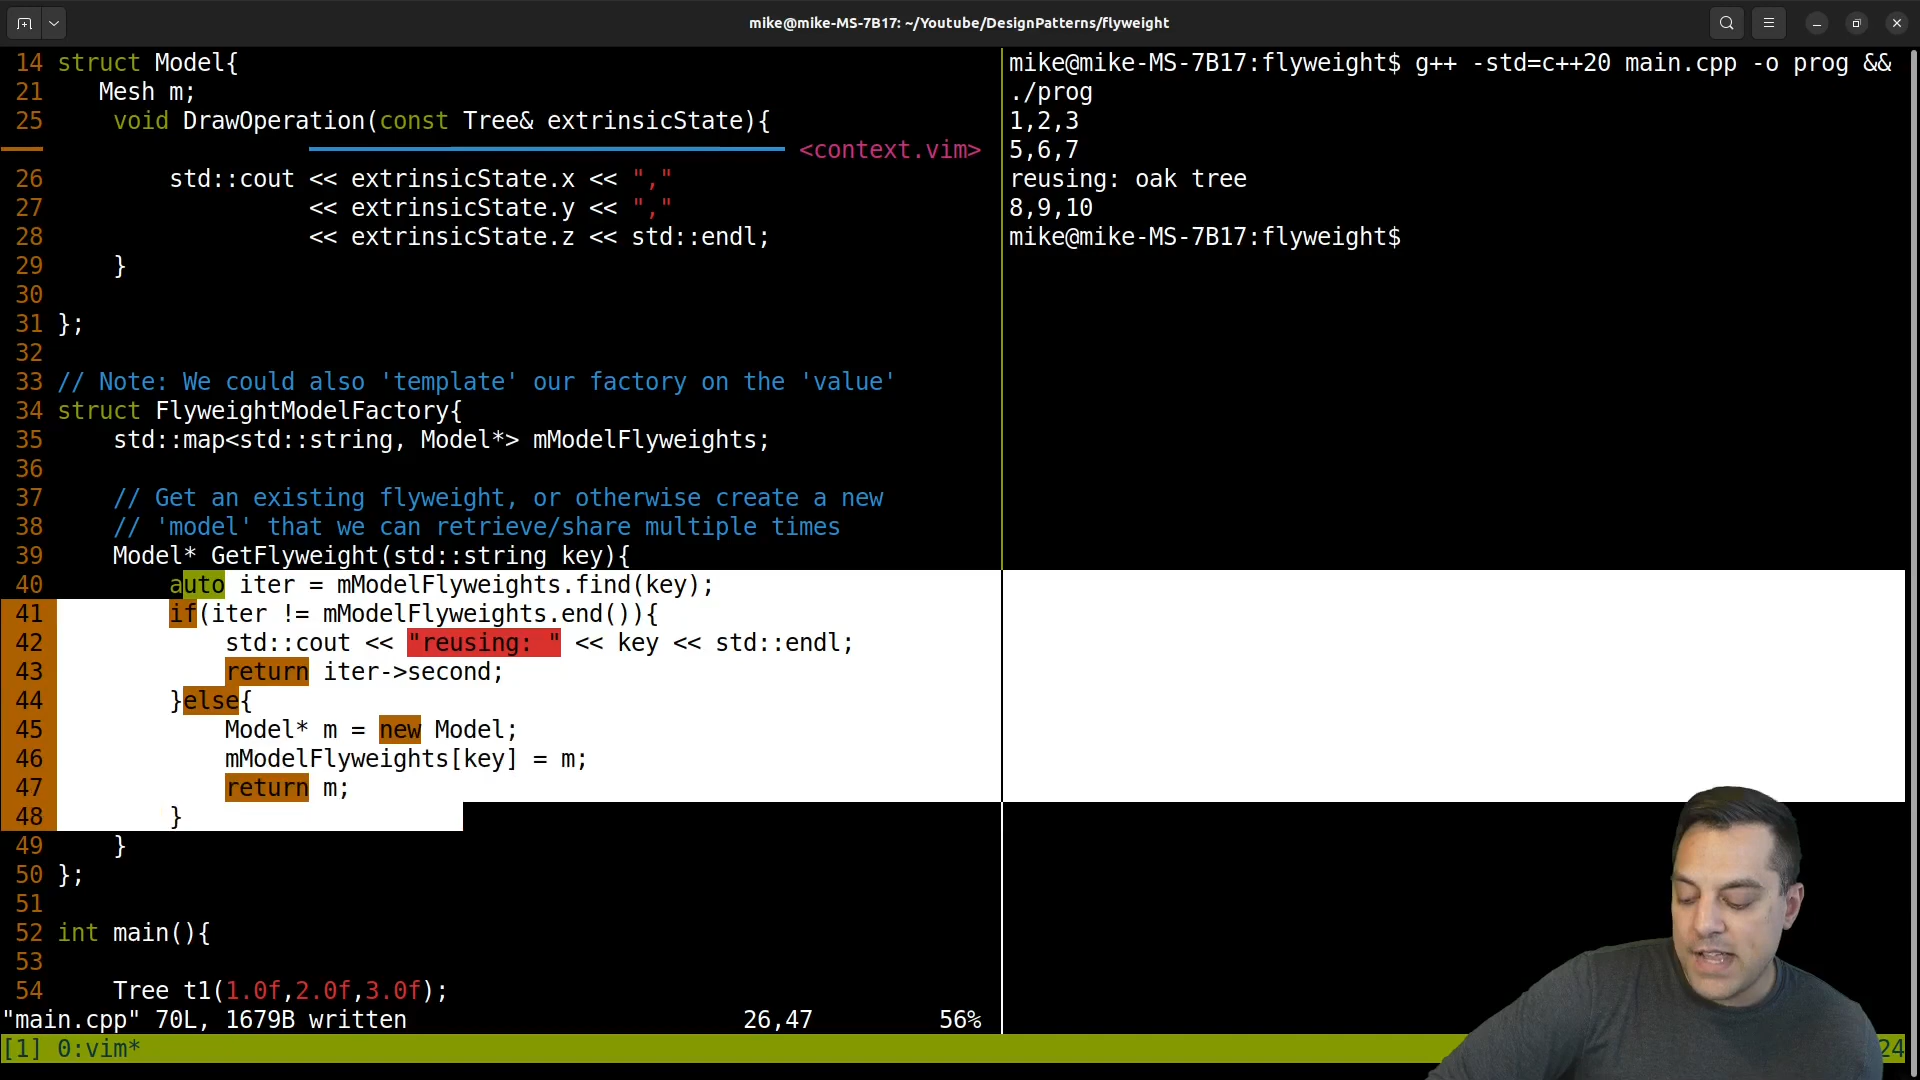 mike@mike-MS-7B17: ~/Youtube/DesignPatterns/flyweight
14 struct Model{
21    Mesh m;
25     void DrawOperation(const Tree& extrinsicState){
<context.vim>
26         std::cout << extrinsicState.x << ","
27                   << extrinsicState.y << ","
28                   << extrinsicState.z << std::endl;
29     }
30
31 };
32
33 // Note: We could also 'template' our factory on the 'value'
34 struct FlyweightModelFactory{
35     std::map<std::string, Model*> mModelFlyweights;
36
37     // Get an existing flyweight, or otherwise create a new
38     // 'model' that we can retrieve/share multiple times
39     Model* GetFlyweight(std::string key){
40         auto iter = mModelFlyweights.find(key);
41         if(iter != mModelFlyweights.end()){
42             std::cout << "reusing: " << key << std::endl;
43             return iter->second;
44         }else{
45             Model* m = new Model;
46             mModelFlyweights[key] = m;
47             return m;
48         }
49     }
50 };
51
52 int main(){
53
54     Tree t1(1.0f,2.0f,3.0f);
"main.cpp" 70L, 1679B written 26,47 56%
mike@mike-MS-7B17:flyweight$ g++ -std=c++20 main.cpp -o prog &&
./prog
1,2,3
5,6,7
reusing: oak tree
8,9,10
mike@mike-MS-7B17:flyweight$
[1] 0:vim* 24